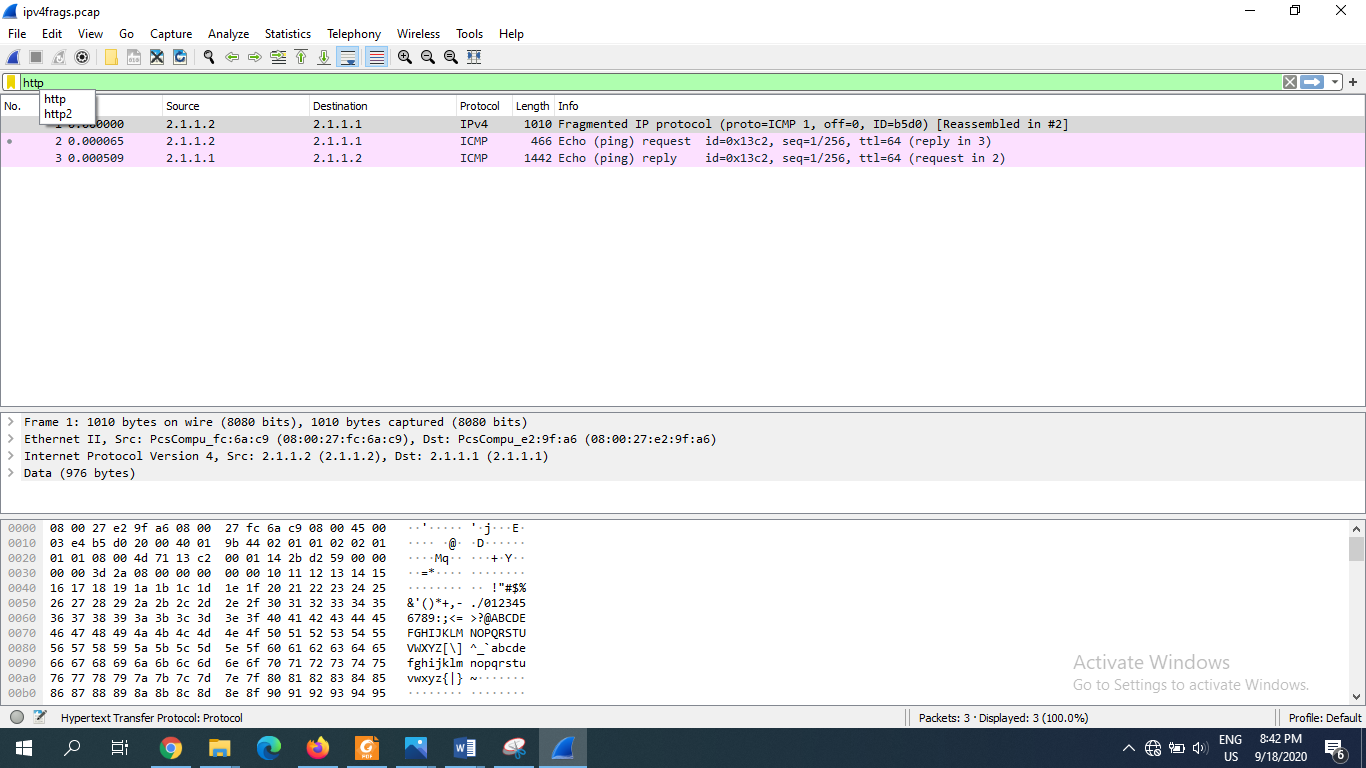 ipv4frags.pcap
File Edit View Go Capture Analyze Statistics Telephony Wireless Tools Help
http
http
http2
No. Source Destination Protocol Length Info
1 0.000000 2.1.1.2 2.1.1.1 IPv4 1010 Fragmented IP protocol (proto=ICMP 1, off=0, ID=b5d0) [Reassembled in #2]
2 0.000065 2.1.1.2 2.1.1.1 ICMP 466 Echo (ping) request id=0x13c2, seq=1/256, ttl=64 (reply in 3)
3 0.000509 2.1.1.1 2.1.1.2 ICMP 1442 Echo (ping) reply id=0x13c2, seq=1/256, ttl=64 (request in 2)
Frame 1: 1010 bytes on wire (8080 bits), 1010 bytes captured (8080 bits)
Ethernet II, Src: PcsCompu_fc:6a:c9 (08:00:27:fc:6a:c9), Dst: PcsCompu_e2:9f:a6 (08:00:27:e2:9f:a6)
Internet Protocol Version 4, Src: 2.1.1.2 (2.1.1.2), Dst: 2.1.1.1 (2.1.1.1)
Data (976 bytes)
0000 08 00 27 e2 9f a6 08 00 27 fc 6a c9 08 00 45 00 ··'····· '·j···E·
0010 03 e4 b5 d0 20 00 40 01 9b 44 02 01 01 02 02 01 ···· ·@· ·D······
0020 01 01 08 00 4d 71 13 c2 00 01 14 2b d2 59 00 00 ····Mq·· ···+·Y··
0030 00 00 3d 2a 08 00 00 00 00 00 10 11 12 13 14 15 ··=*···· ········
0040 16 17 18 19 1a 1b 1c 1d 1e 1f 20 21 22 23 24 25 ········ ·· !"#$%
0050 26 27 28 29 2a 2b 2c 2d 2e 2f 30 31 32 33 34 35 &'()*+,- ./012345
0060 36 37 38 39 3a 3b 3c 3d 3e 3f 40 41 42 43 44 45 6789:;<= >?@ABCDE
0070 46 47 48 49 4a 4b 4c 4d 4e 4f 50 51 52 53 54 55 FGHIJKLM NOPQRSTU
0080 56 57 58 59 5a 5b 5c 5d 5e 5f 60 61 62 63 64 65 VWXYZ[\] ^_`abcde
0090 66 67 68 69 6a 6b 6c 6d 6e 6f 70 71 72 73 74 75 fghijklm nopqrstu
00a0 76 77 78 79 7a 7b 7c 7d 7e 7f 80 81 82 83 84 85 vwxyz{|} ~·······
00b0 86 87 88 89 8a 8b 8c 8d 8e 8f 90 91 92 93 94 95 ········ ········
Activate Windows
Go to Settings to activate Windows.
Hypertext Transfer Protocol: Protocol Packets: 3 · Displayed: 3 (100.0%) Profile: Default
ENG 8:42 PM
US 9/18/2020 6